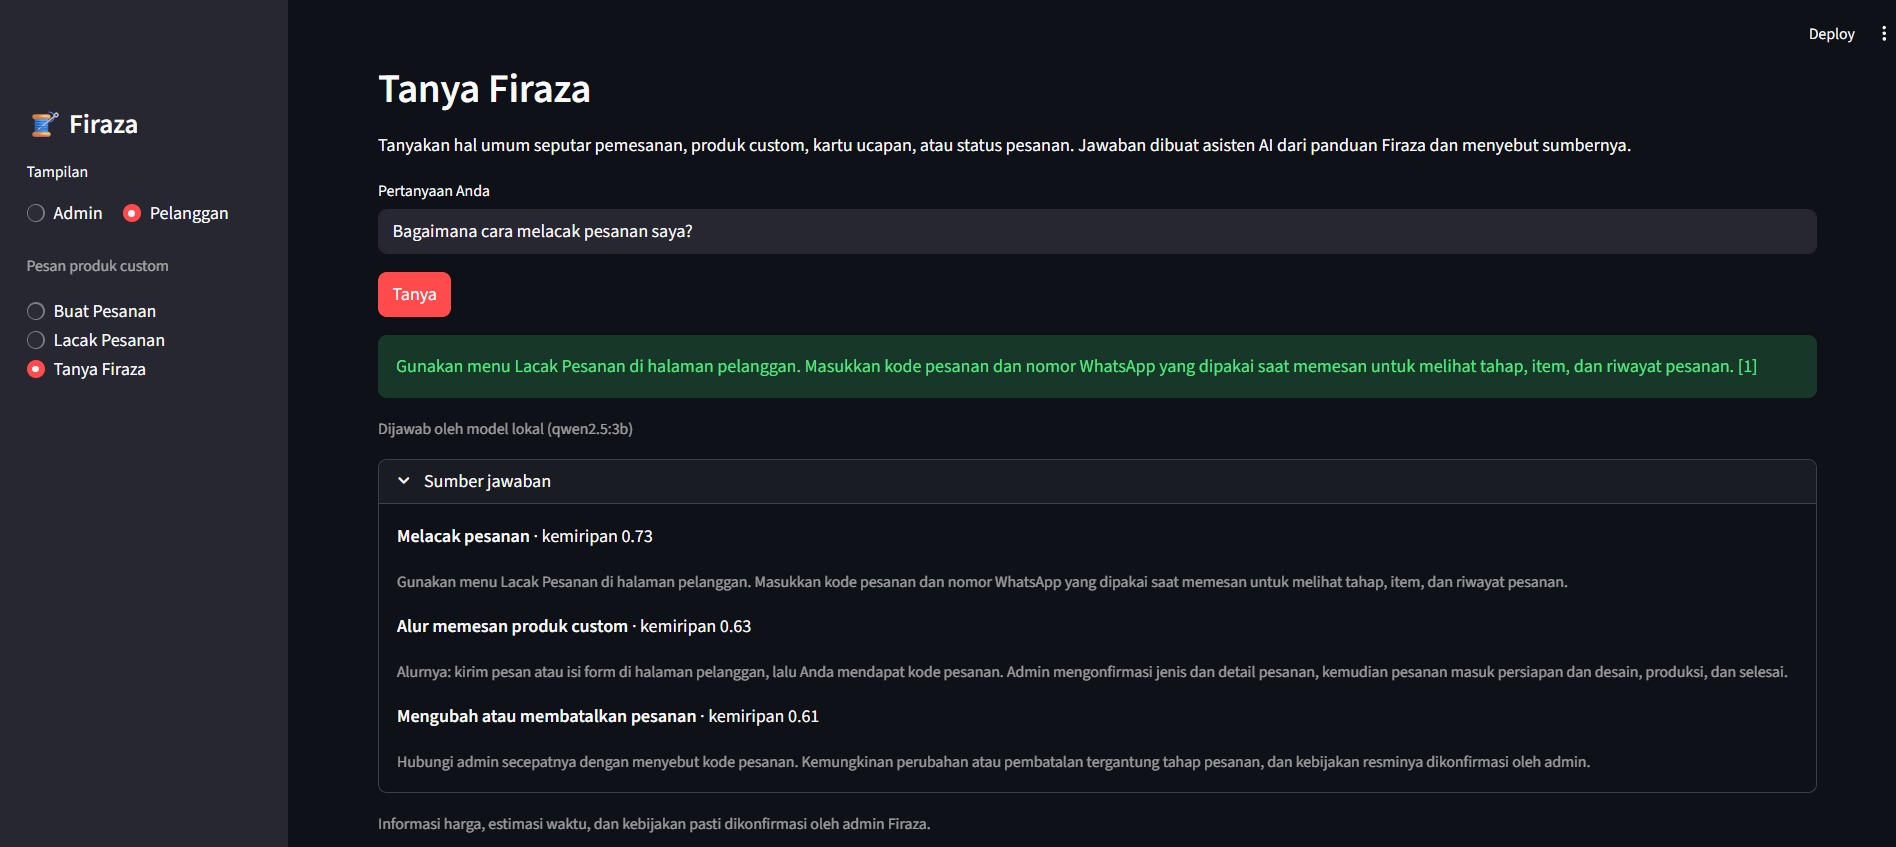 Deploy
Firaza
Tampilan
Admin
Pelanggan
Pesan produk custom
Buat Pesanan
Lacak Pesanan
Tanya Firaza
Tanya Firaza
Tanyakan hal umum seputar pemesanan, produk custom, kartu ucapan, atau status pesanan. Jawaban dibuat asisten AI dari panduan Firaza dan menyebut sumbernya.
Pertanyaan Anda
Bagaimana cara melacak pesanan saya?
Tanya
Gunakan menu Lacak Pesanan di halaman pelanggan. Masukkan kode pesanan dan nomor WhatsApp yang dipakai saat memesan untuk melihat tahap, item, dan riwayat pesanan. [1]
Dijawab oleh model lokal (qwen2.5:3b)
Sumber jawaban
Melacak pesanan · kemiripan 0.73
Gunakan menu Lacak Pesanan di halaman pelanggan. Masukkan kode pesanan dan nomor WhatsApp yang dipakai saat memesan untuk melihat tahap, item, dan riwayat pesanan.
Alur memesan produk custom · kemiripan 0.63
Alurnya: kirim pesan atau isi form di halaman pelanggan, lalu Anda mendapat kode pesanan. Admin mengonfirmasi jenis dan detail pesanan, kemudian pesanan masuk persiapan dan desain, produksi, dan selesai.
Mengubah atau membatalkan pesanan · kemiripan 0.61
Hubungi admin secepatnya dengan menyebut kode pesanan. Kemungkinan perubahan atau pembatalan tergantung tahap pesanan, dan kebijakan resminya dikonfirmasi oleh admin.
Informasi harga, estimasi waktu, dan kebijakan pasti dikonfirmasi oleh admin Firaza.